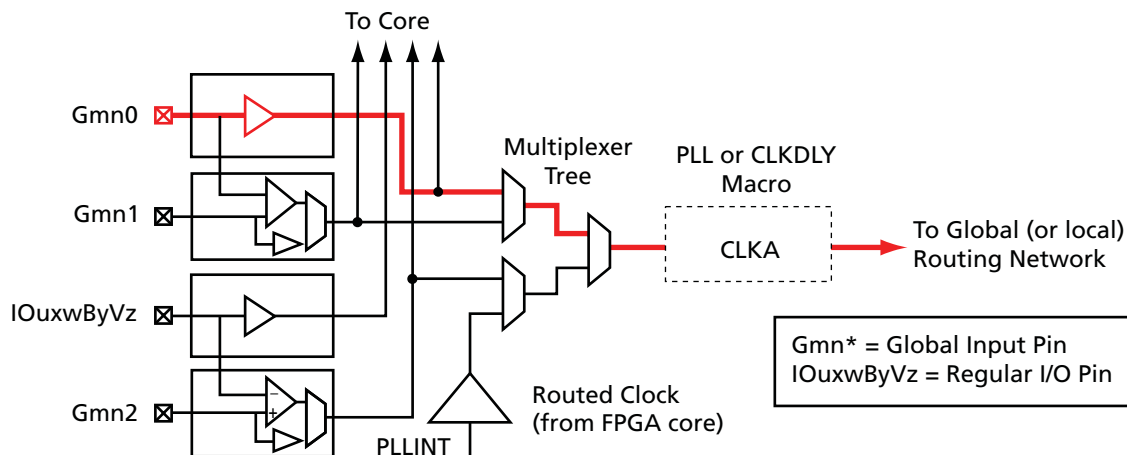 To Core
Gmn0
Multiplexer
Tree
PLL or CLKDLY
Macro
Gmn1
CLKA
To Global (or local)
Routing Network
IOuxwByVz
Gmn* = Global Input Pin
IOuxwByVz = Regular I/O Pin
−
+
Gmn2
Routed Clock
(from FPGA core)
PLLINT